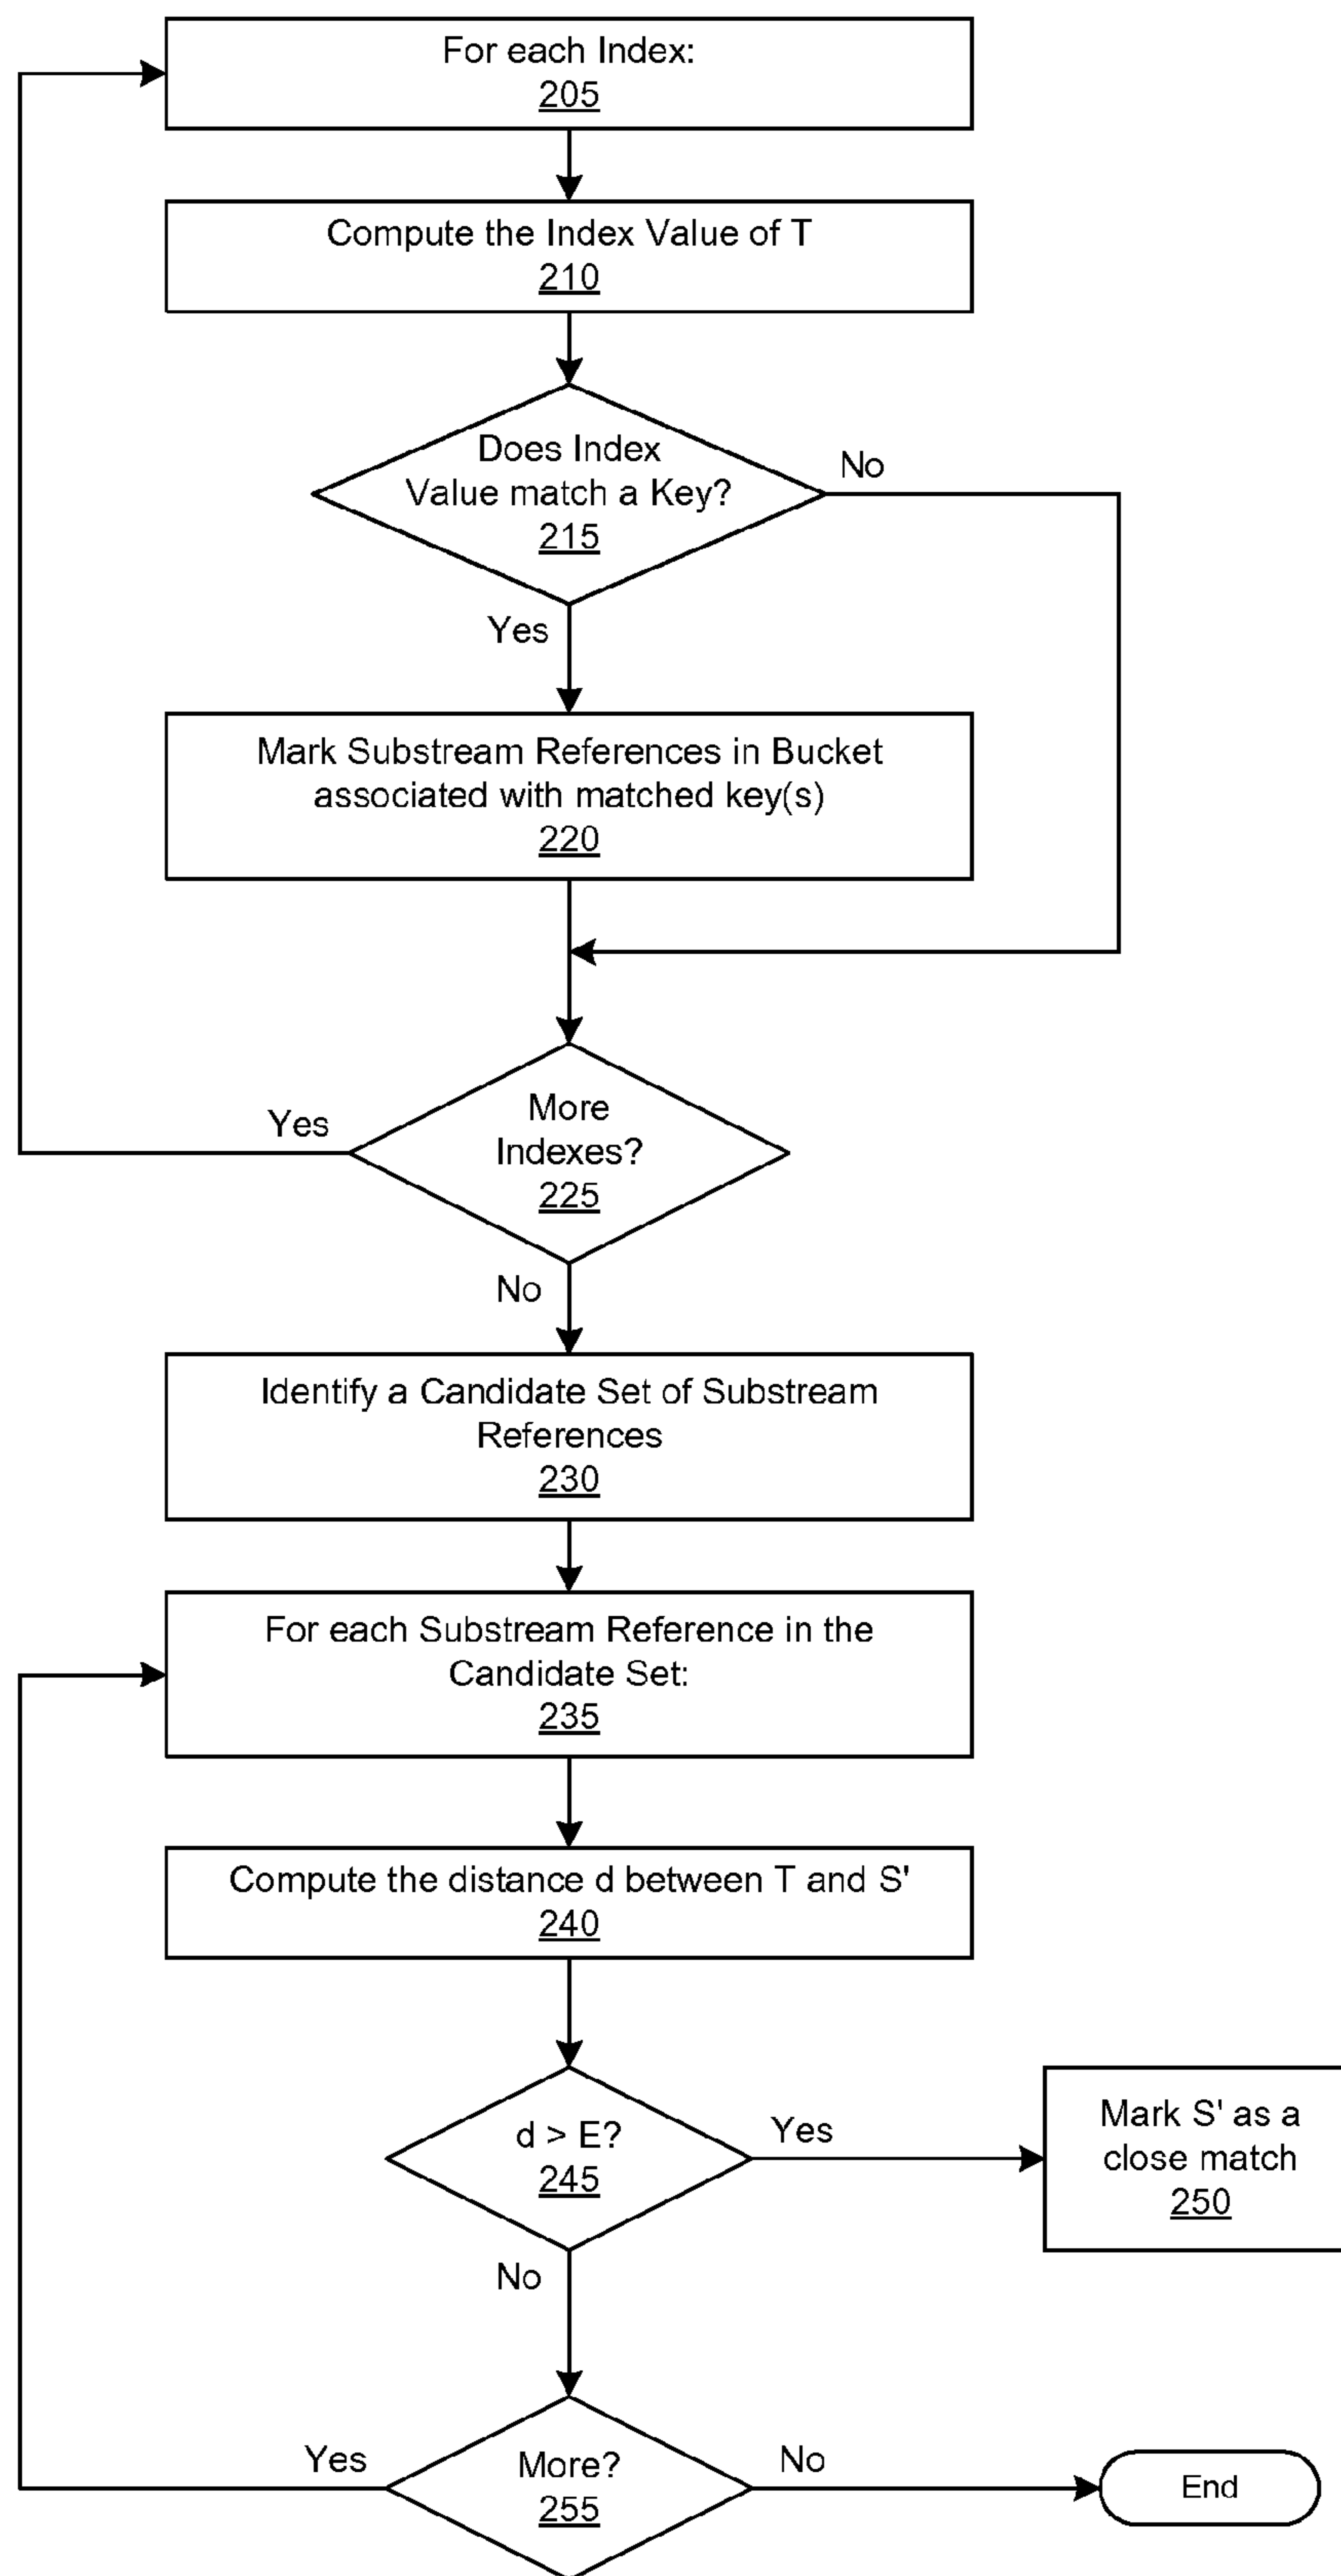 For each Index:
205
Compute the Index Value of T
210
Does Index
Value match a Key?
215
No
Yes
Mark Substream References in Bucket
associated with matched key(s)
220
More
Indexes?
225
Yes
No
Identify a Candidate Set of Substream
References
230
For each Substream Reference in the
Candidate Set:
235
Compute the distance d between T and S'
240
d > E?
245
Yes
Mark S' as a
close match
250
No
More?
255
Yes
No
End